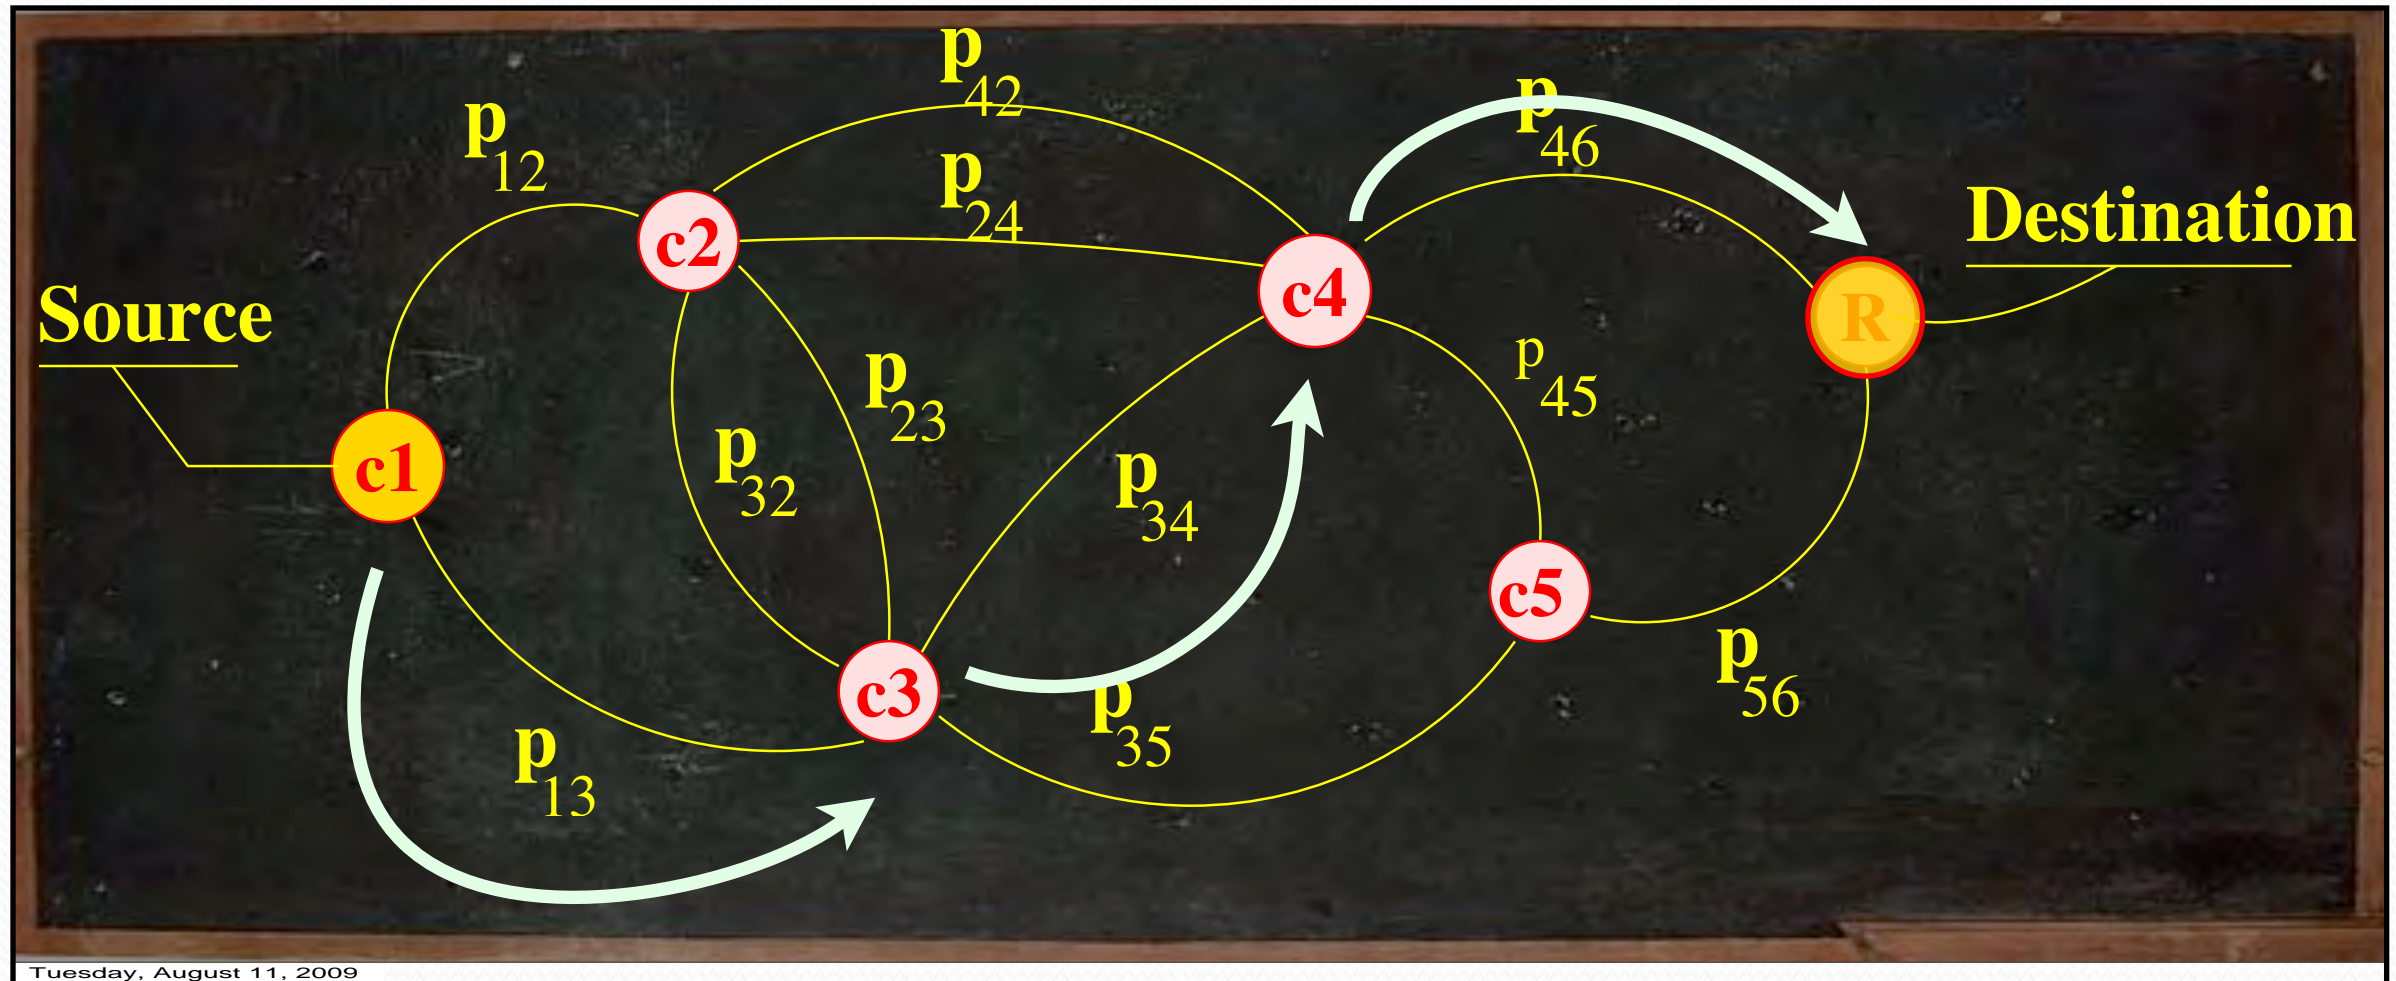 p42
p12
p46
p24
Destination
c2
Source
c4
R
p23
p45
c1
p32
p34
c5
p56
c3
p35
p13
Tuesday, August 11, 2009